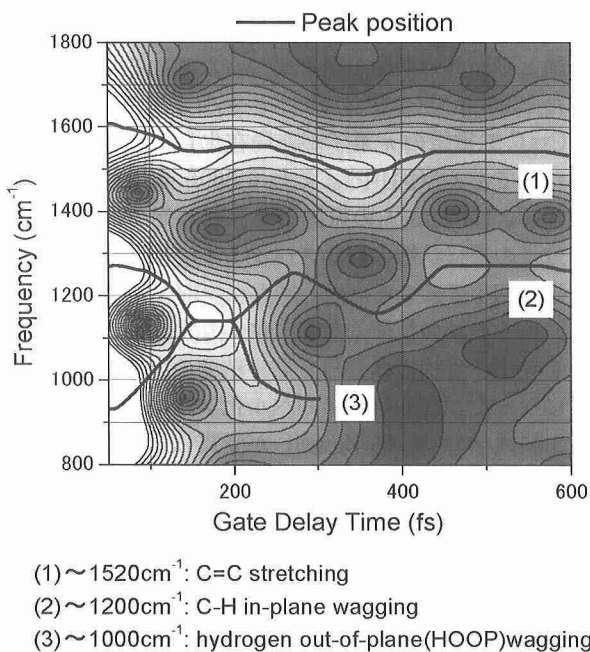 Peak position
1800
1600
1400
1200
1000
800
Frequency (cm⁻¹)
(1)
(2)
(3)
200
400
600
Gate Delay Time (fs)
(1)～1520cm⁻¹: C=C stretching
(2)～1200cm⁻¹: C-H in-plane wagging
(3)～1000cm⁻¹: hydrogen out-of-plane(HOOP)wagging